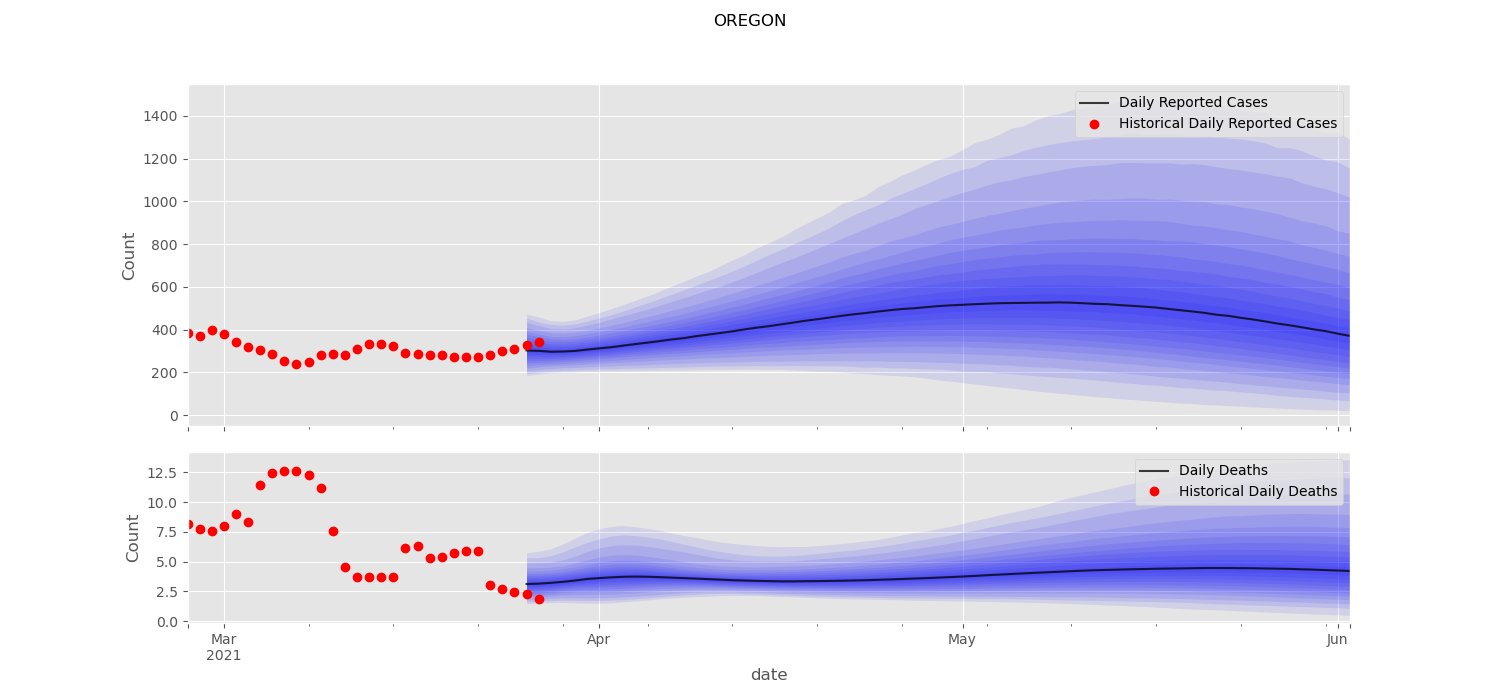 OREGON
Daily Reported Cases
Historical Daily Reported Cases
1400
1200
1000
800
600
400
200
0
Count
Daily Deaths
Historical Daily Deaths
12.5
10.0
7.5
5.0
2.5
0.0
Count
Mar
2021
Apr
May
Jun
date